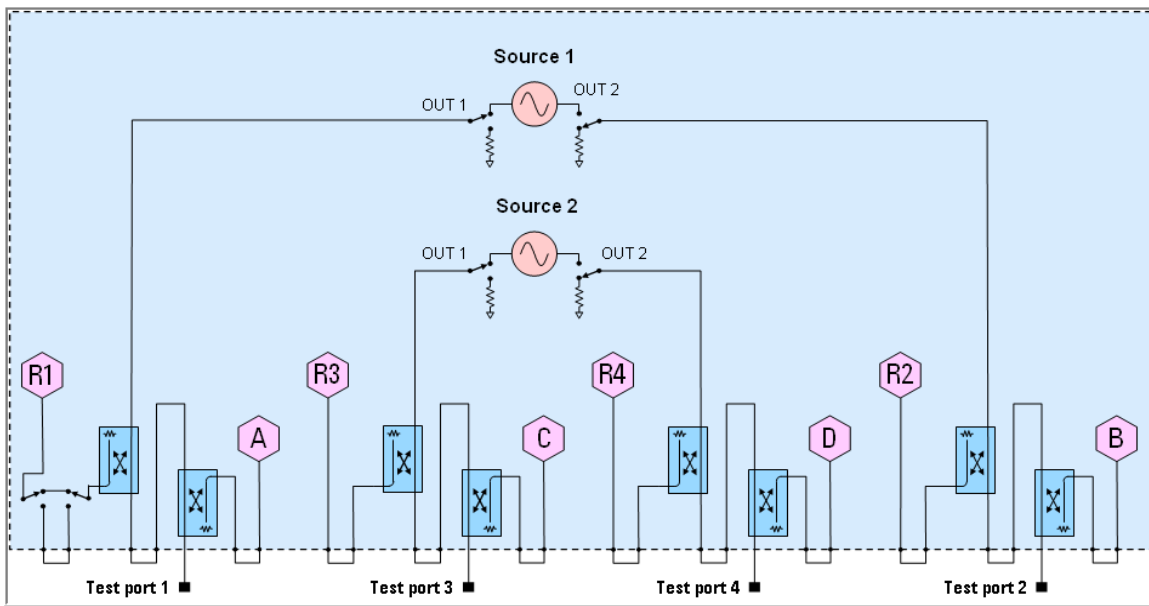 Source 1
OUT 1
OUT 2
Source 2
OUT 1
OUT 2
R1
R3
R4
R2
A
C
D
B
Test port 1
Test port 3
Test port 4
Test port 2